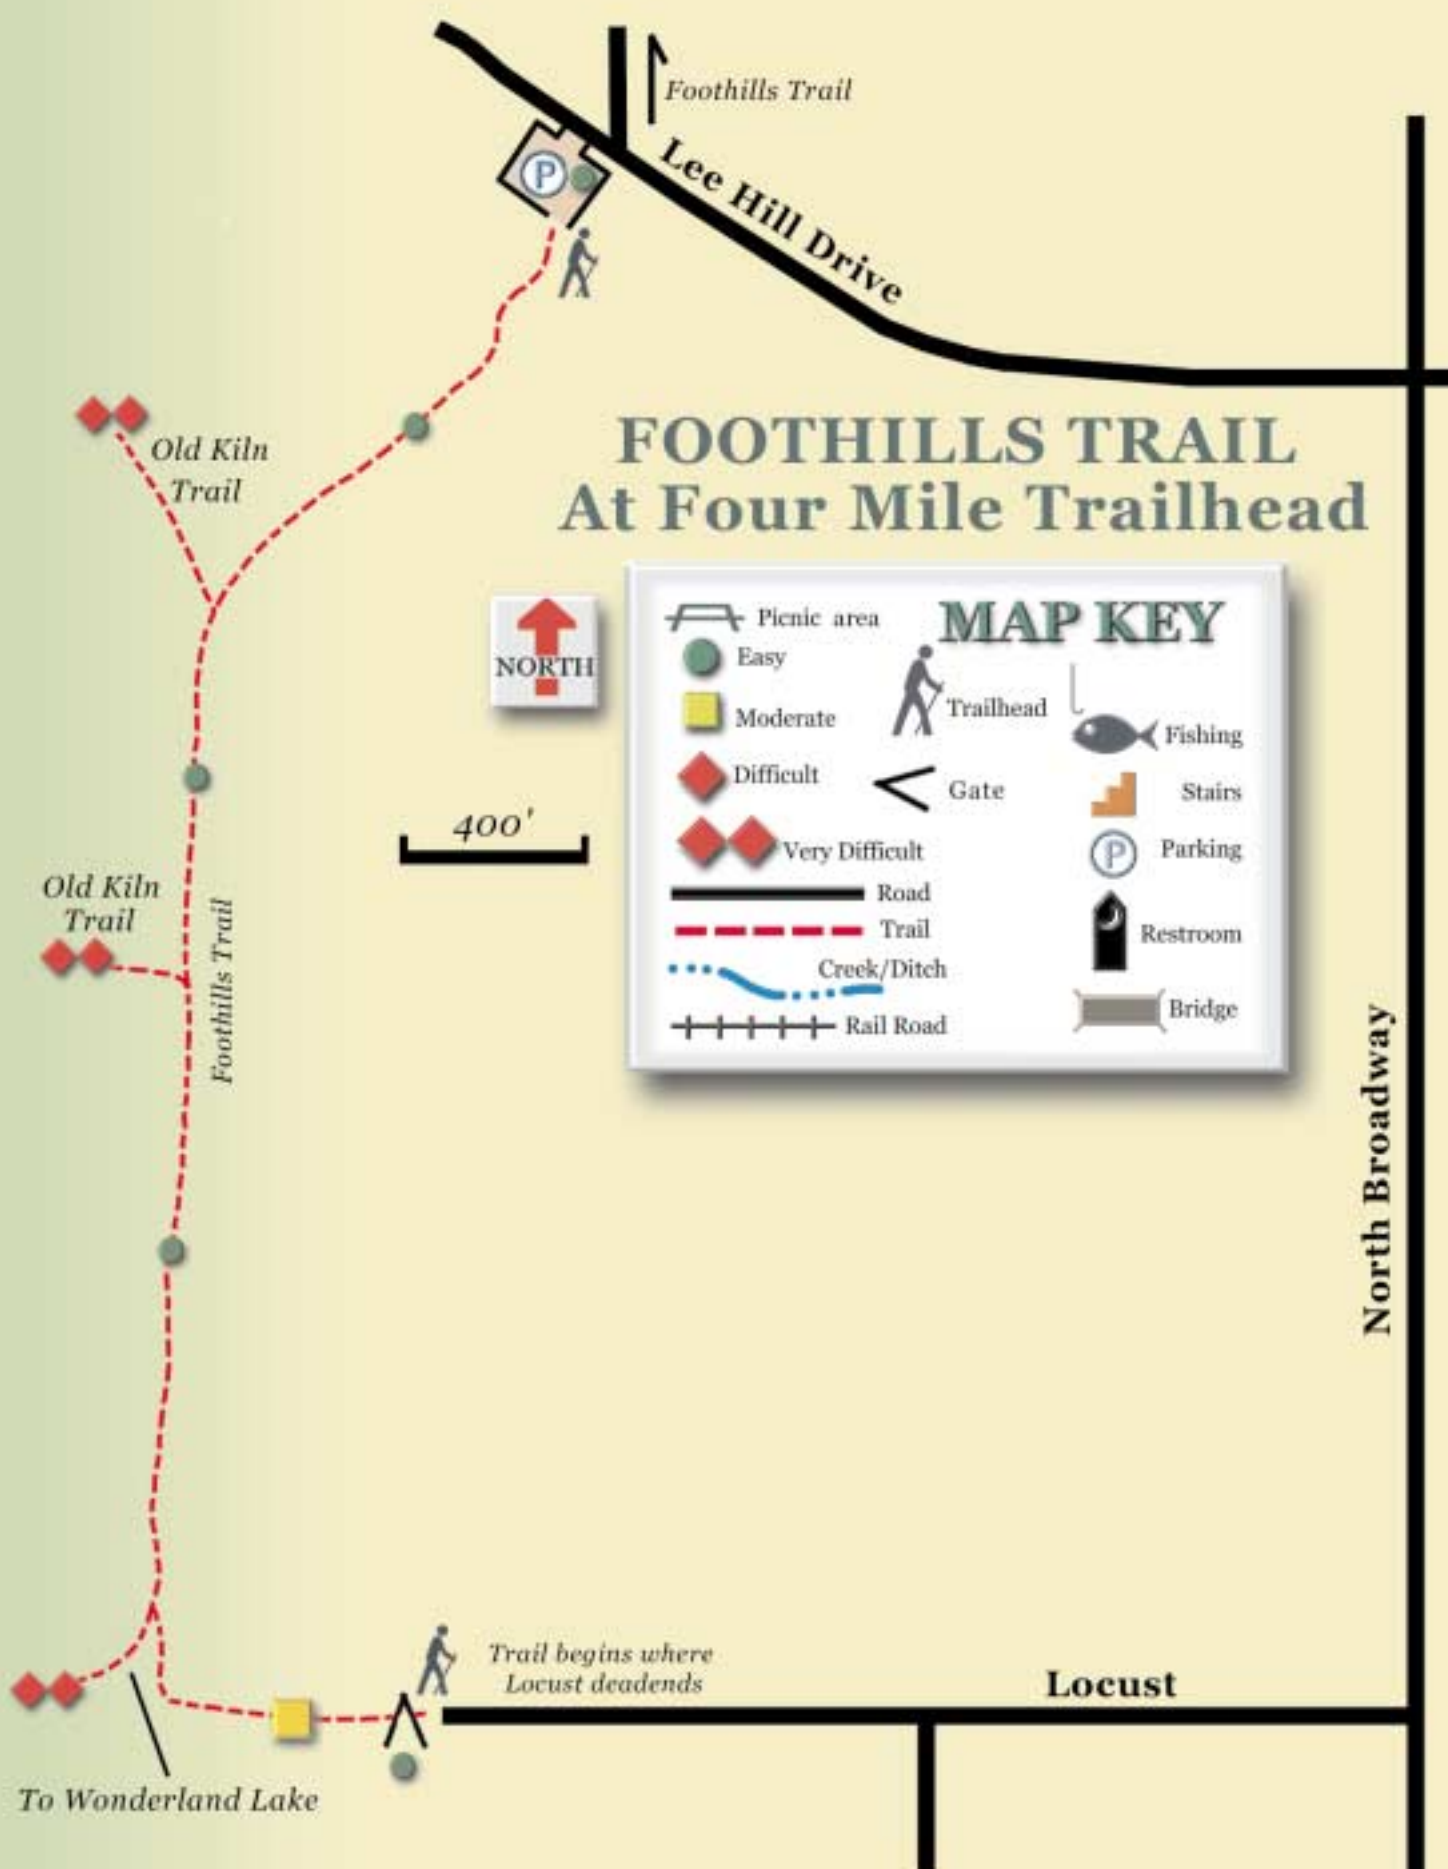 Foothills Trail
P
Lee Hill Drive
Old Kiln
Trail
FOOTHILLS TRAIL
At Four Mile Trailhead
NORTH
MAP KEY
Picnic area
Easy
Moderate
Difficult
Very Difficult
Road
Trail
Creek/Ditch
Rail Road
Trailhead
Gate
Fishing
Stairs
P
Parking
Restroom
Bridge
400'
Old Kiln
Trail
Foothills Trail
North Broadway
Trail begins where
Locust deadends
Locust
To Wonderland Lake